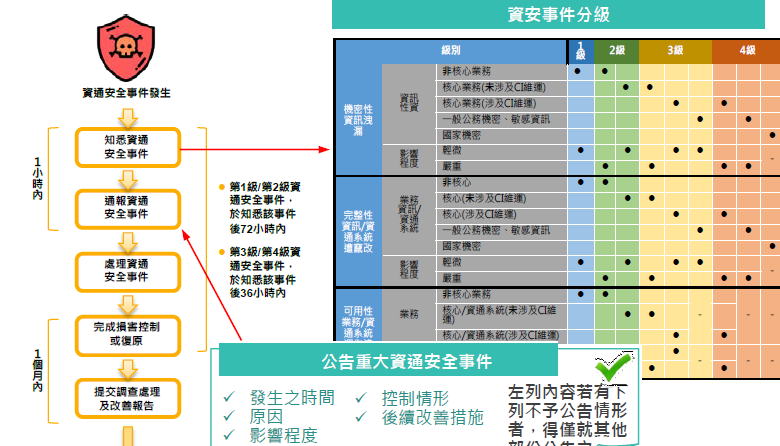 資安事件分級
資通安全事件發生
知悉資通
安全事件
通報資通
安全事件
處理資通
安全事件
完成損害控制
或復原
提交調查處理
及改善報告
1小時內
1個月內
● 第1級/第2級資
通安全事件，
於知悉該事件
後72小時內
● 第3級/第4級資
通安全事件，
於知悉該事件
後36小時內
級別 1級 2級 3級 4級
機密性
資訊洩
漏
資訊
性質
非核心業務 ● ●
核心業務(未涉及CI維運) ● ●
核心業務(涉及CI維運) ● ●
一般公務機密、敏感資訊 ● ●
國家機密 ●
影響
程度
輕微 ● ● ● ● -
嚴重 ● ● ● ●
完整性
資訊/資
通系統
遭竄改
業務
資訊/
資通
系統
非核心 ● ●
核心(未涉及CI維運) ● ●
核心(涉及CI維運) ● ●
一般公務機密、敏感資訊 ● ●
國家機密 ●
影響
程度
輕微 ● ● ● ● -
嚴重 ● ● ● ●
可用性
業務/資
通系統
業務
非核心業務 ● ●
核心/資通系統(未涉及CI維
運) ● ● - - -
核心/資通系統(涉及CI維運) ● ●
● - - -
● ●
公告重大資通安全事件
✓ 發生之時間
✓ 原因
✓ 影響程度
✓ 控制情形
✓ 後續改善措施
左列內容若有下
列不予公告情形
者，得僅就其他
部份公告之